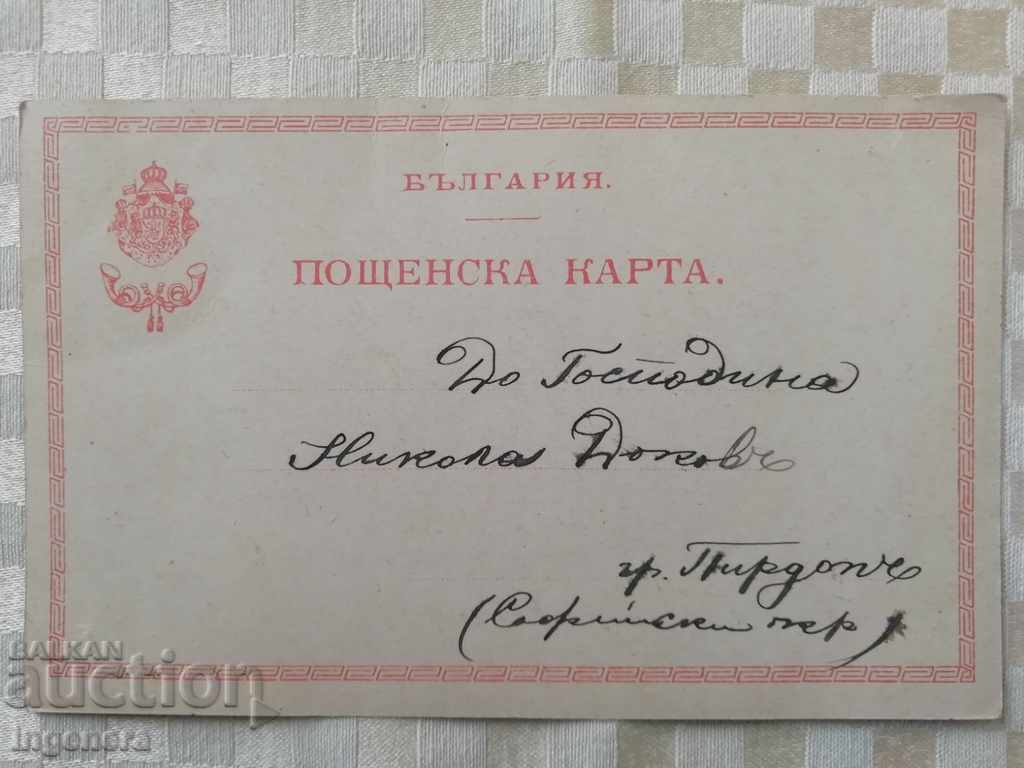 БЪЛГАРИЯ.
ПОЩЕНСКА КАРТА.
До Господина
Никола Доковъ
гр. Пирдопъ
(Софийски окр)
BALKAN
auction
Ingenera